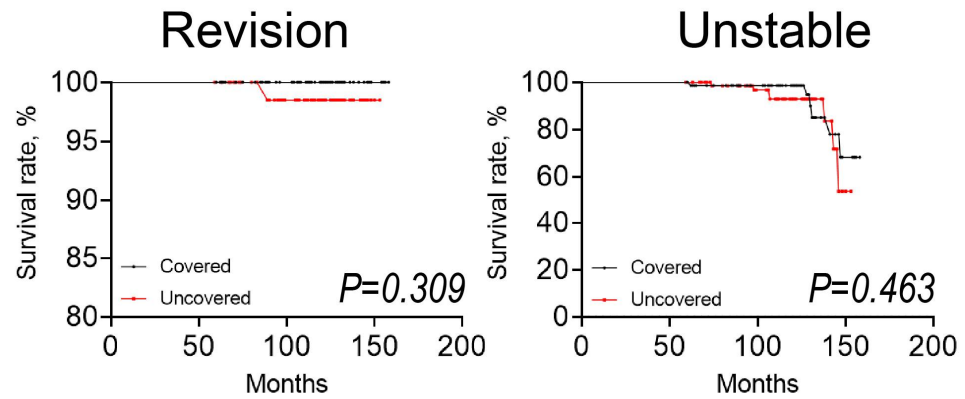 Revision
Survival rate, %
100
95
90
85
80
Covered
Uncovered
P=0.309
0
50
100
150
200
Months
Unstable
Survival rate, %
100
80
60
40
20
0
Covered
Uncovered
P=0.463
0
50
100
150
200
Months